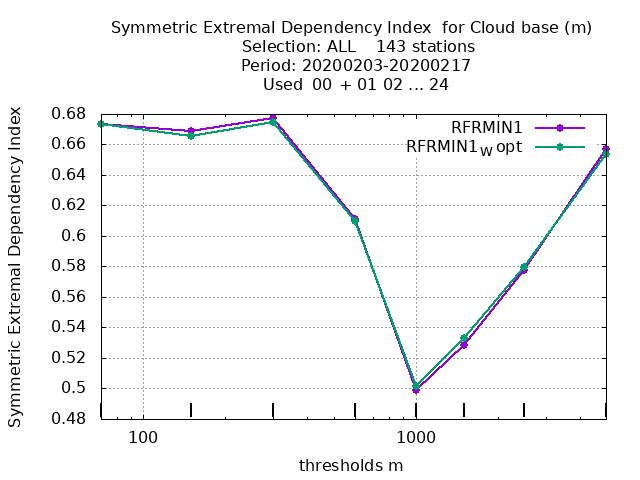 Symmetric Extremal Dependency Index  for Cloud base (m)
Selection: ALL    143 stations
Period: 20200203-20200217
Used  00 + 01 02 ... 24
Symmetric Extremal Dependency Index
0.68
0.66
0.64
0.62
0.6
0.58
0.56
0.54
0.52
0.5
0.48
RFRMIN1
RFRMIN1W opt
100
1000
thresholds m